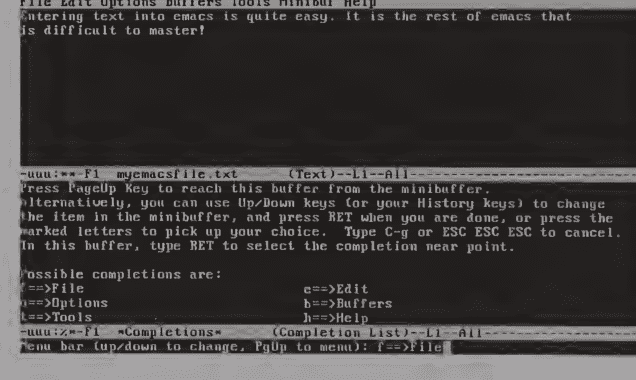 File Edit Options Buffers Tools Minibuf Help
Entering text into emacs is quite easy. It is the rest of emacs that
is difficult to master!
-uuu:**-F1  myemacsfile.txt      (Text)--L1--All----------------------------
Press PageUp Key to reach this buffer from the minibuffer.
Alternatively, you can use Up/Down keys (or your History keys) to change
the item in the minibuffer, and press RET when you are done, or press the
marked letters to pick up your choice.  Type C-g or ESC ESC ESC to cancel.
In this buffer, type RET to select the completion near point.
Possible completions are:
f==>File e==>Edit
o==>Options b==>Buffers
t==>Tools h==>Help
-uuu:%*-F1  *Completions*      (Completion List)--L1--All-------------------
Menu bar (up/down to change, PgUp to menu): f==>File